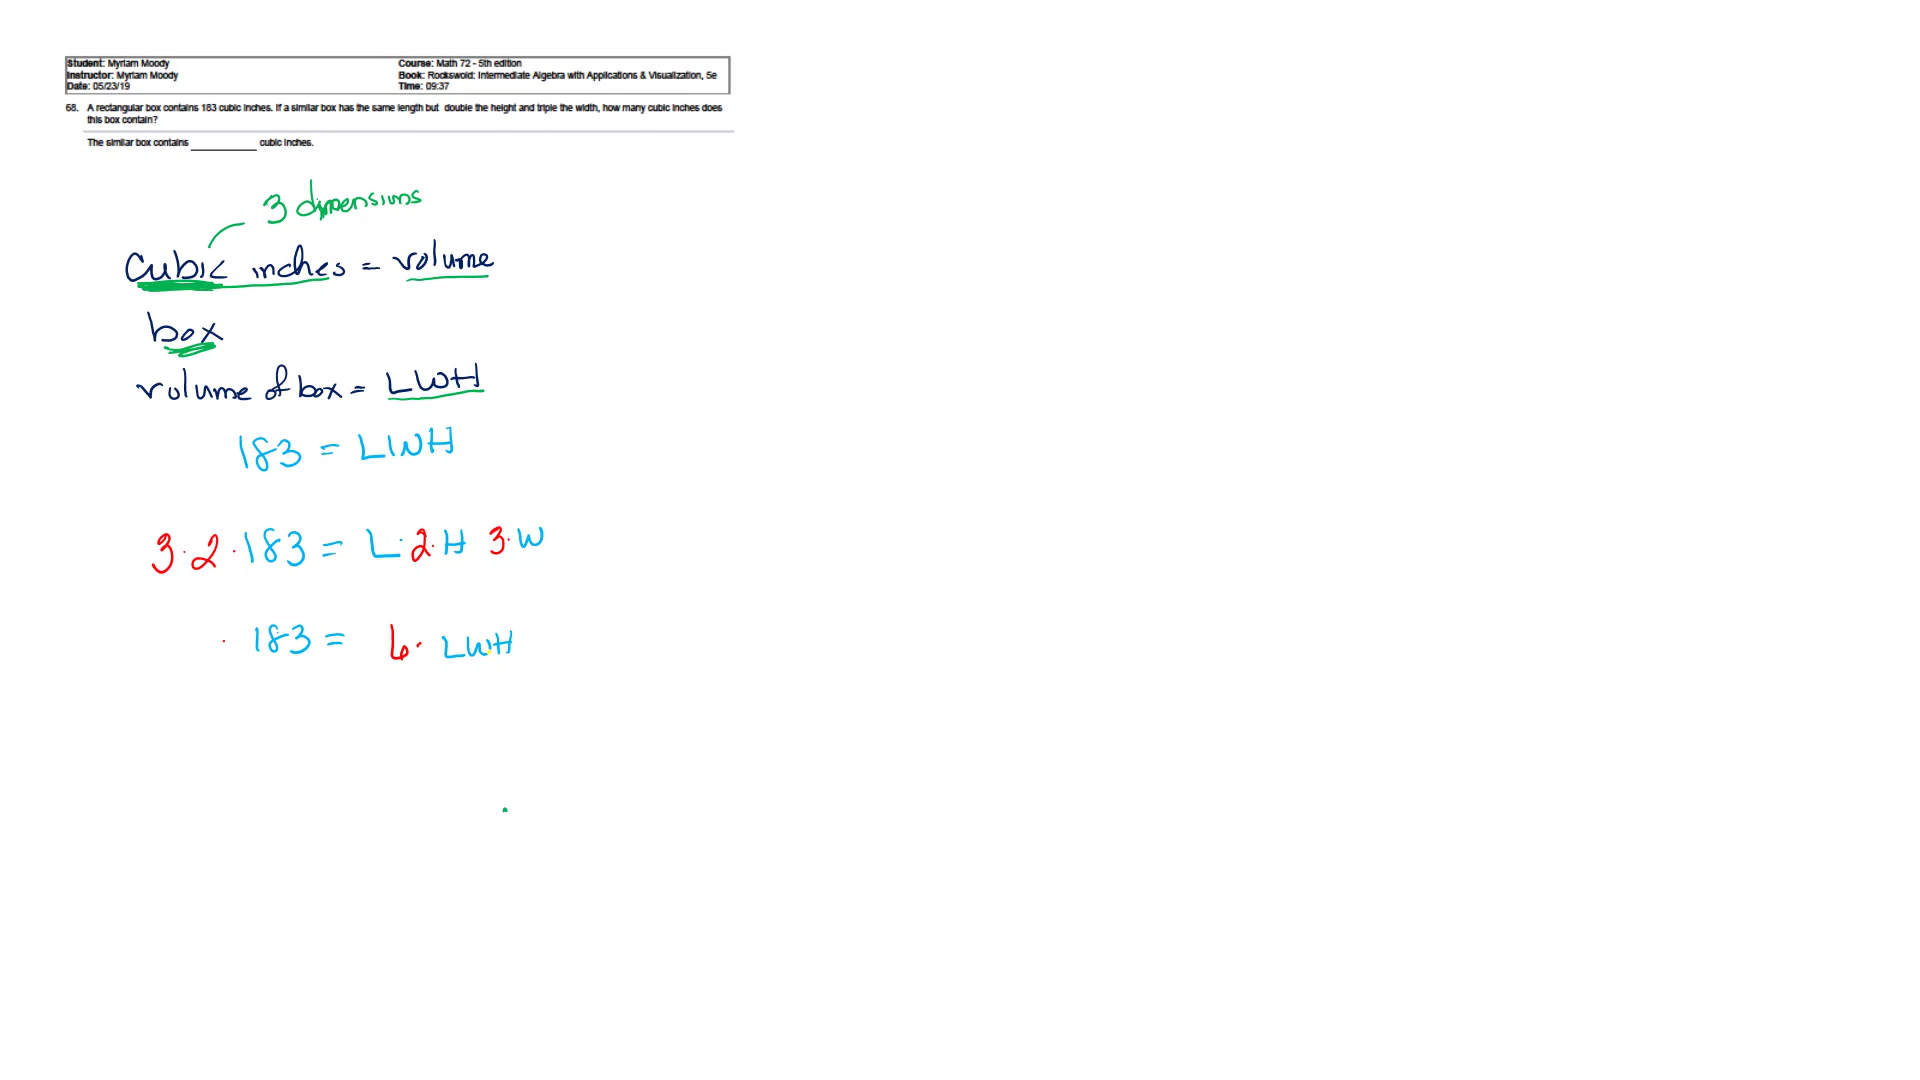 Student: Myriam Moody
Instructor: Myriam Moody
Date: 05/23/19
Course: Math 72 - 5th edition
Book: Rockswold: Intermediate Algebra with Applications & Visualization, 5e
Time: 09:37
68. A rectangular box contains 183 cubic inches. If a similar box has the same length but double the height and triple the width, how many cubic inches does
this box contain?
The similar box contains __________ cubic inches.
3 dimensions
cubic inches = volume
box
volume of box = LWH
183 = LWH
3 · 2 · 183 = L · 2 · H 3 · W
· 183 = 6 · LWH